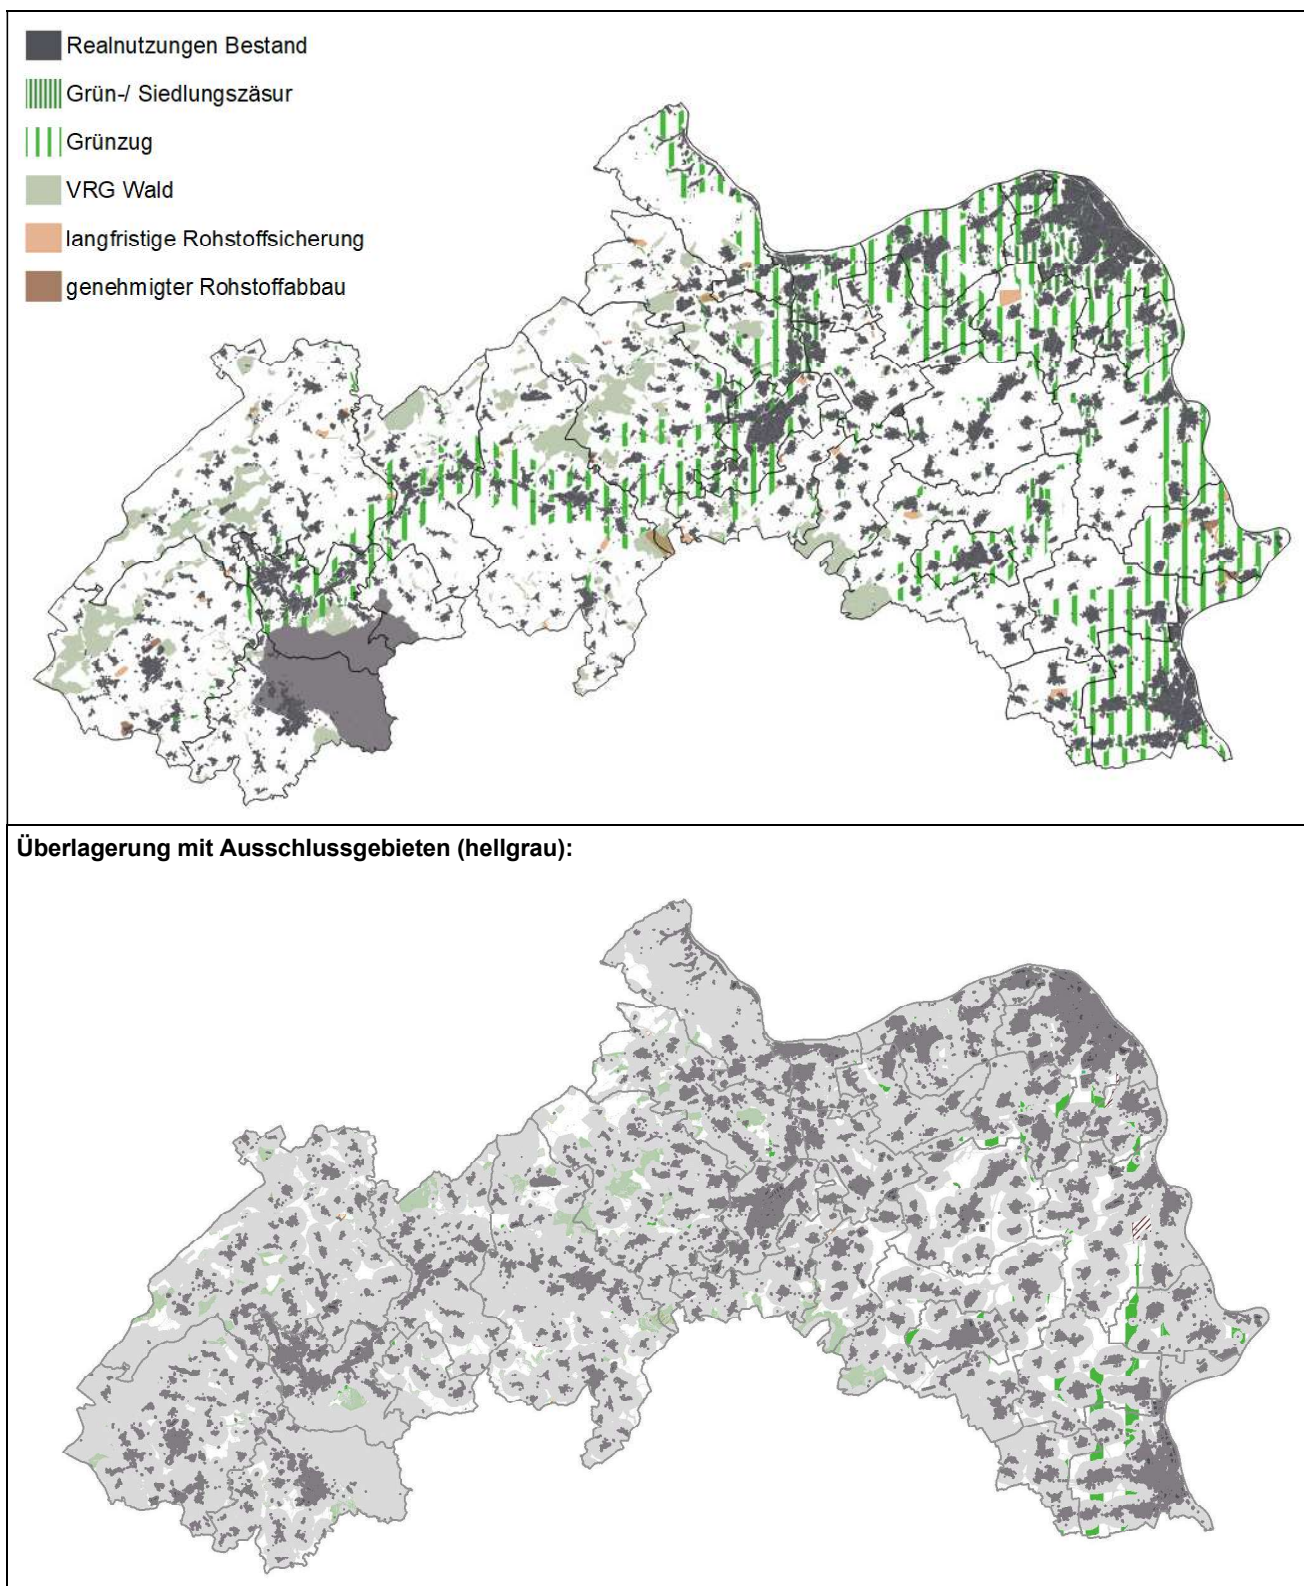 Realnutzungen Bestand
Grün-/ Siedlungszäsur
Grünzug
VRG Wald
langfristige Rohstoffsicherung
genehmigter Rohstoffabbau
Überlagerung mit Ausschlussgebieten (hellgrau):